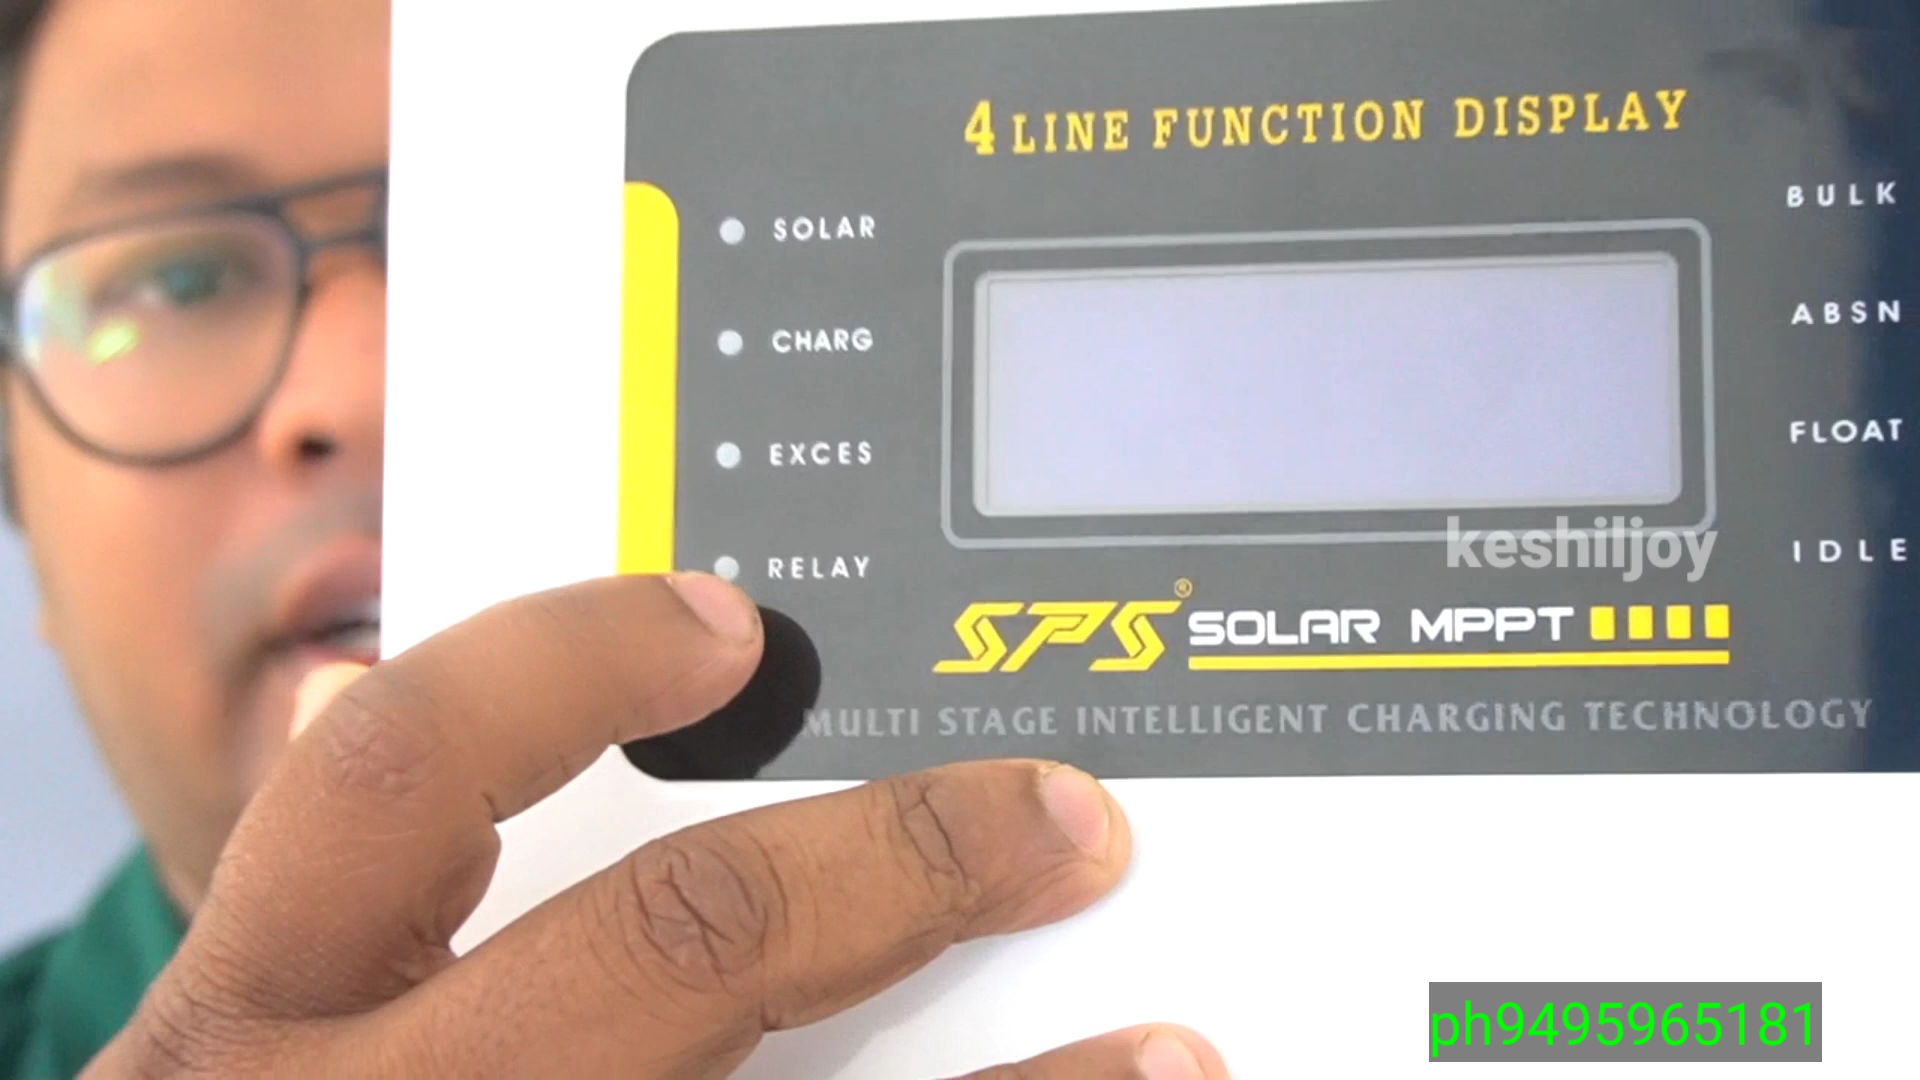 4 LINE FUNCTION DISPLAY
SOLAR
CHARG
EXCES
RELAY
BULK
ABSN
FLOAT
IDLE
keshiljoy
SPS® SOLAR MPPT
MULTI STAGE INTELLIGENT CHARGING TECHNOLOGY
ph9495965181